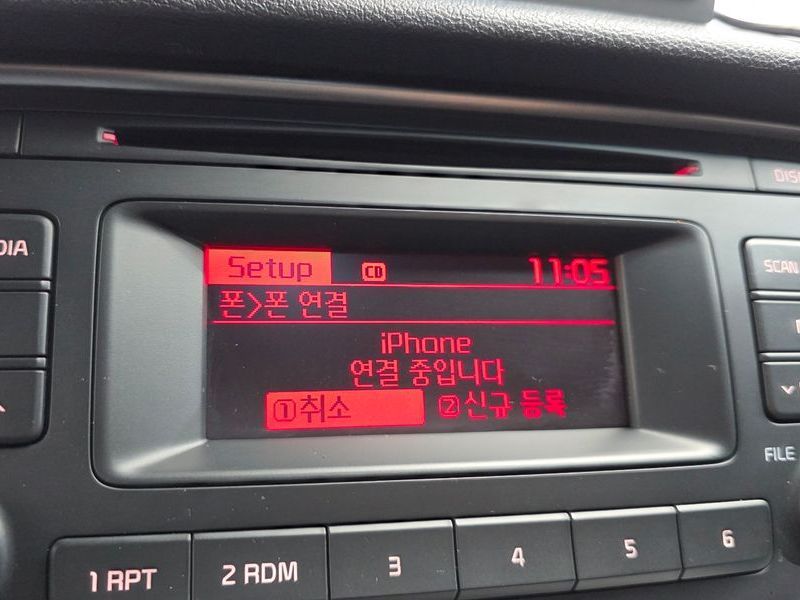 DIA
Setup CD 11:05
폰>폰 연결
iPhone
연결 중입니다
①취소 ②신규 등록
SCAN
FILE
1 RPT
2 RDM
3
4
5
6